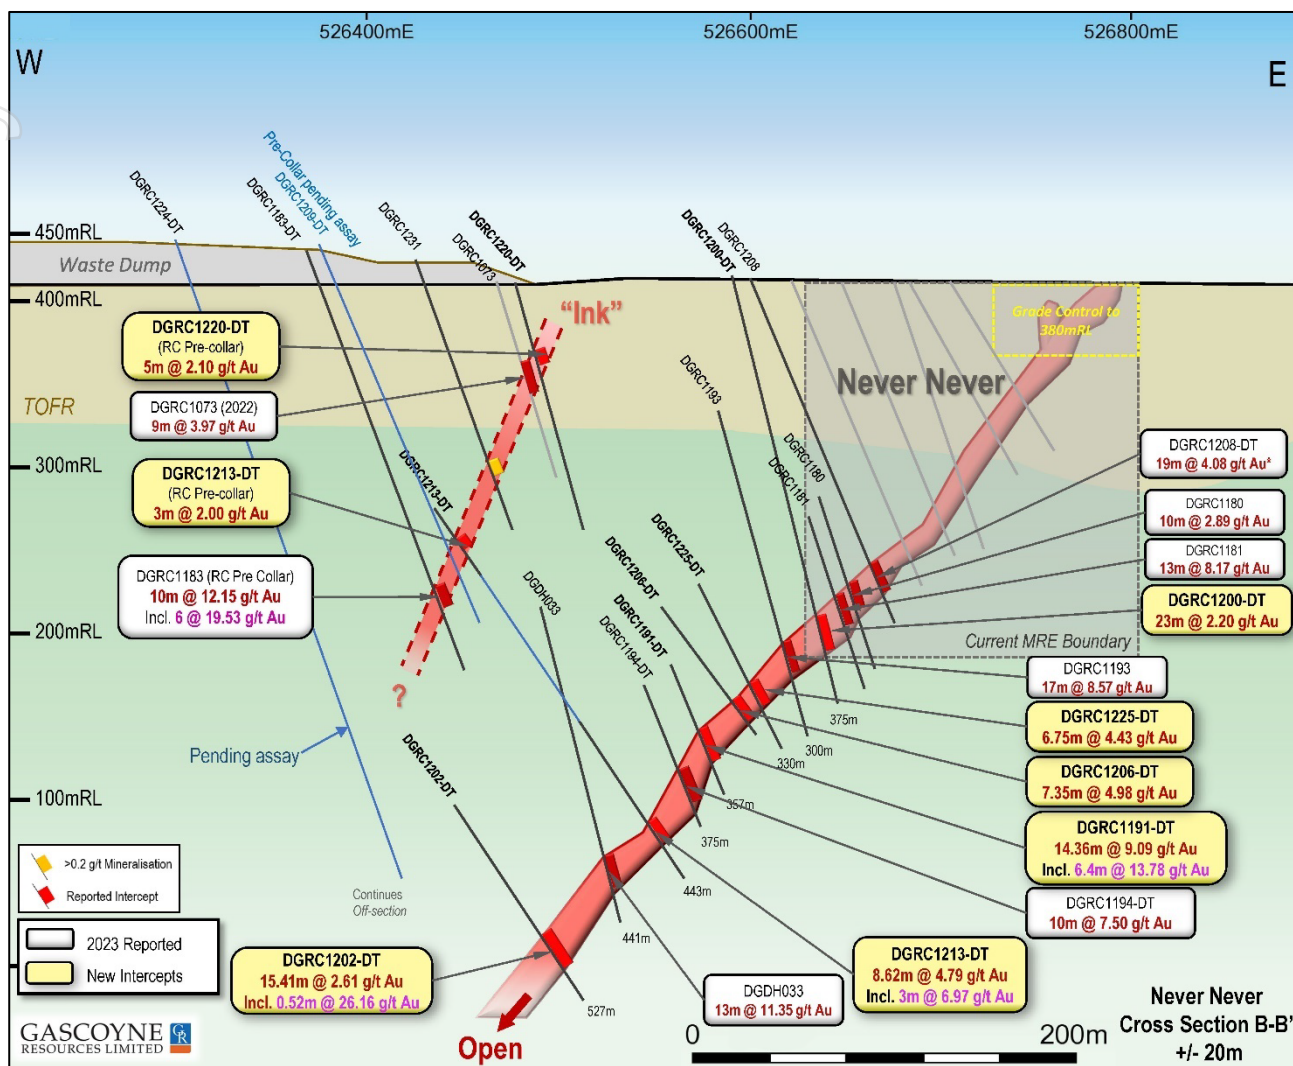 526400mE
526600mE
526800mE
W
E
Pre-Collar pending assay
DGRC1209-DT
DGRC1224-DT
DGRC1183-DT
DGRC1231
DGRC1073
DGRC1220-DT
DGRC1200-DT
DGRC1208
450mRL
Waste Dump
400mRL
"Ink"
Grade Control to
380mRL
DGRC1220-DT
(RC Pre-collar)
5m @ 2.10 g/t Au
Never Never
DGRC1193
TOFR
DGRC1073 (2022)
9m @ 3.97 g/t Au
DGRC1208-DT
19m @ 4.08 g/t Au*
300mRL
DGRC1213-DT
(RC Pre-collar)
3m @ 2.00 g/t Au
DGRC1213-DT
DGRC1180
DGRC1181
DGRC1180
10m @ 2.89 g/t Au
DGRC1181
13m @ 8.17 g/t Au
DGRC1183 (RC Pre Collar)
10m @ 12.15 g/t Au
Incl. 6 @ 19.53 g/t Au
DGDH033
DGRC1206-DT
DGRC1225-DT
DGRC1191-DT
DGRC1194-DT
DGRC1200-DT
23m @ 2.20 g/t Au
200mRL
Current MRE Boundary
?
DGRC1193
17m @ 8.57 g/t Au
375m
300m
330m
357m
375m
443m
441m
527m
DGRC1225-DT
6.75m @ 4.43 g/t Au
Pending assay
DGRC1202-DT
DGRC1206-DT
7.35m @ 4.98 g/t Au
100mRL
DGRC1191-DT
14.36m @ 9.09 g/t Au
Incl. 6.4m @ 13.78 g/t Au
>0.2 g/t Mineralisation
Reported Intercept
Continues
Off-section
DGRC1194-DT
10m @ 7.50 g/t Au
2023 Reported
New Intercepts
DGRC1202-DT
15.41m @ 2.61 g/t Au
Incl. 0.52m @ 26.16 g/t Au
DGRC1213-DT
8.62m @ 4.79 g/t Au
Incl. 3m @ 6.97 g/t Au
DGDH033
13m @ 11.35 g/t Au
Never Never
Cross Section B-B'
+/- 20m
GASCOYNE
RESOURCES LIMITED
Open
0
200m